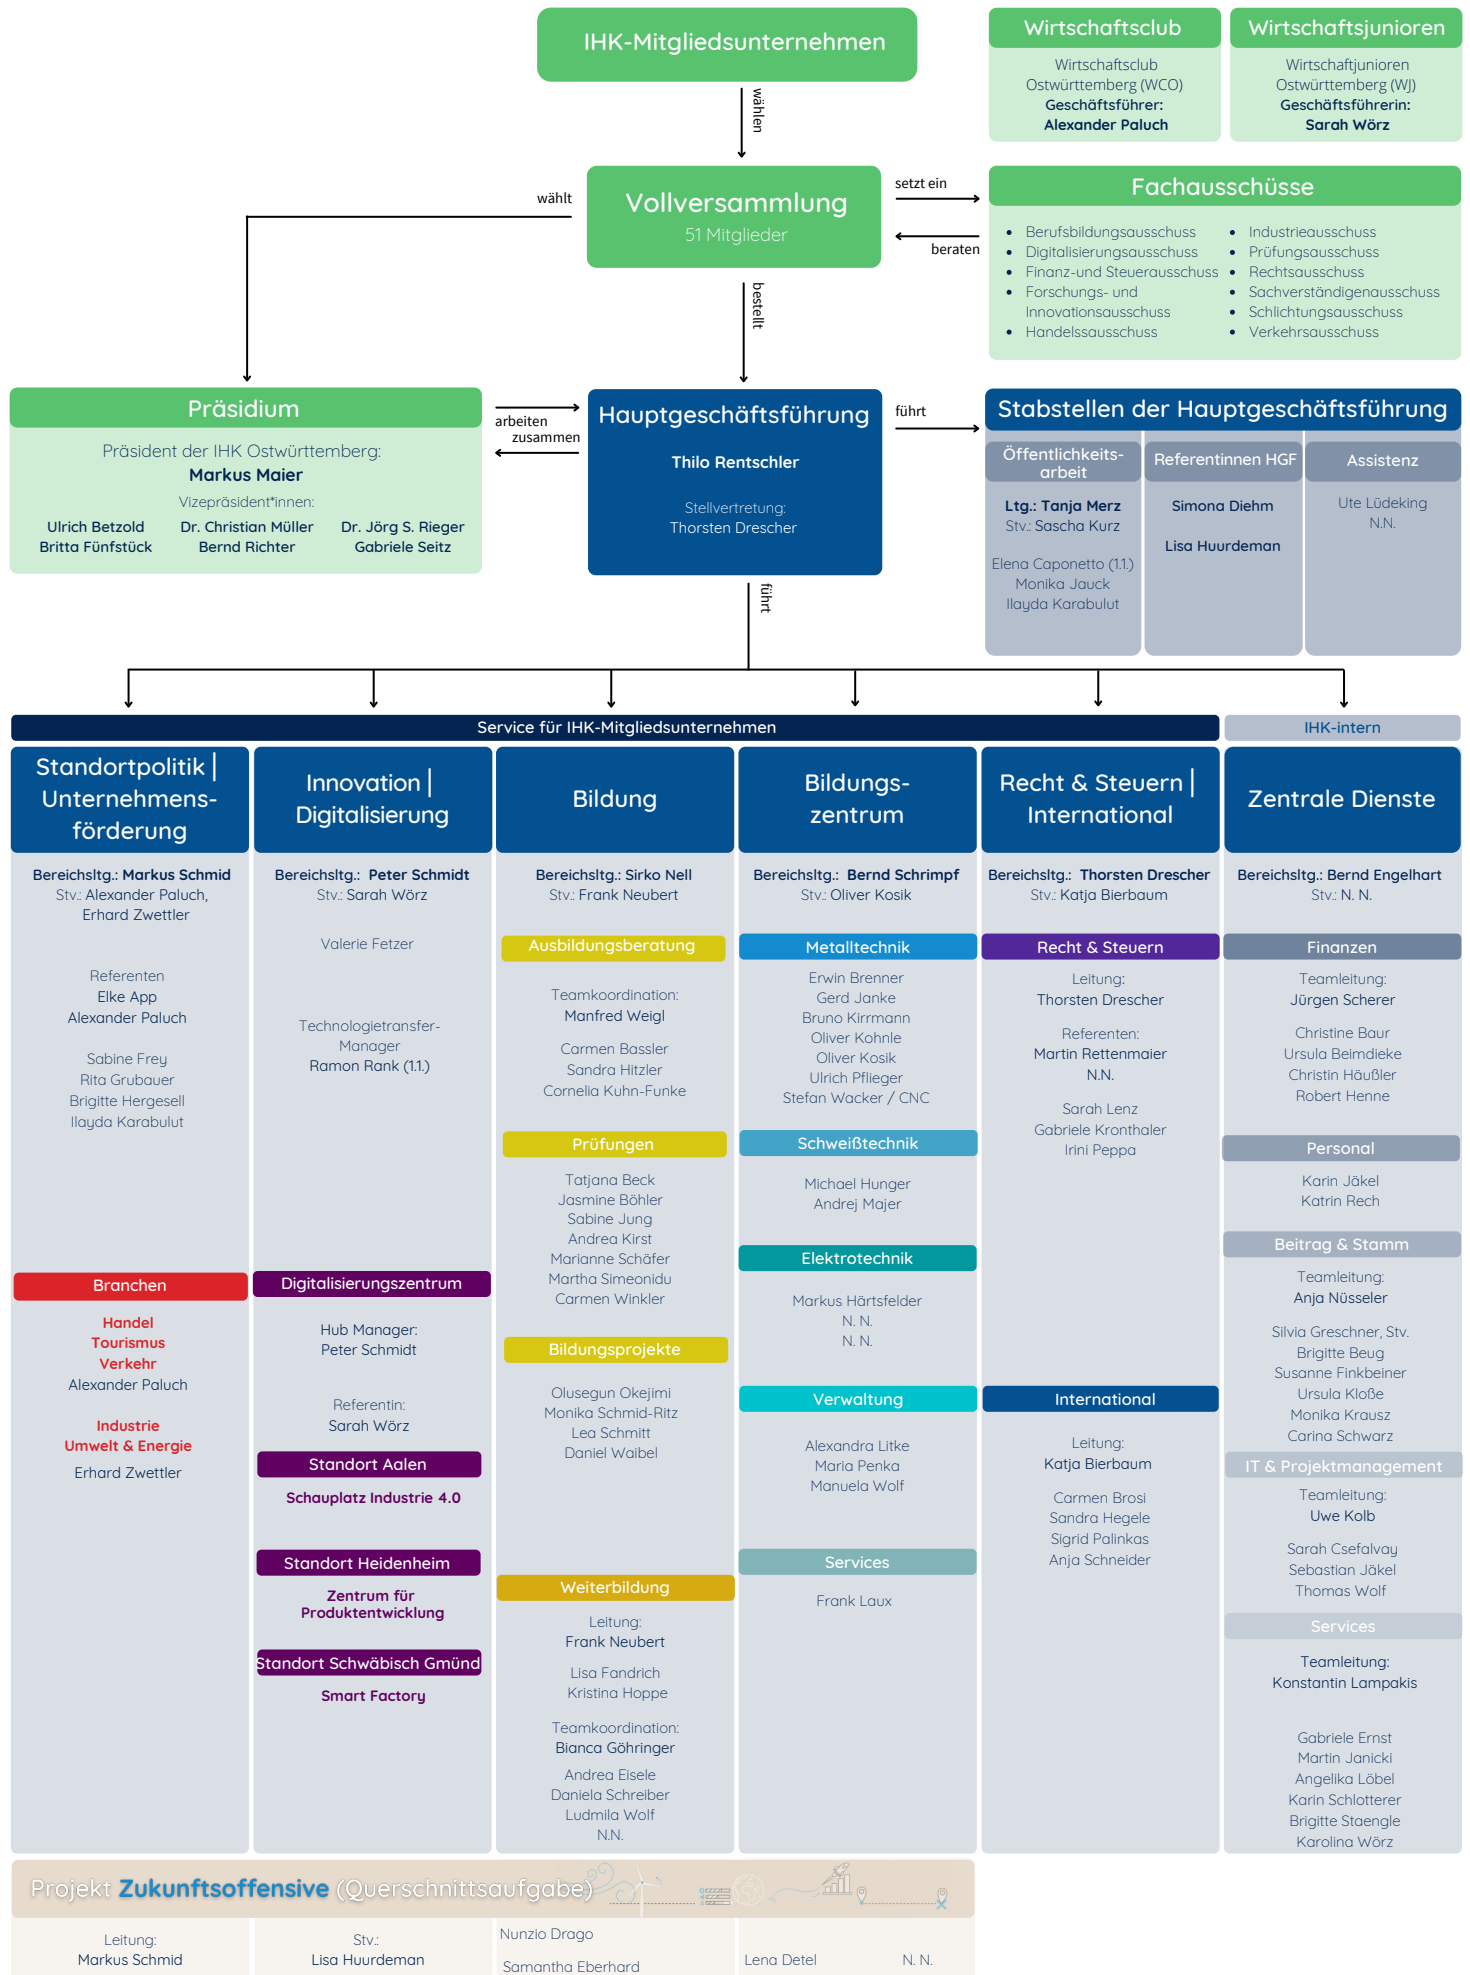 IHK-Mitgliedsunternehmen
wählen
Wirtschaftsclub
Wirtschaftsclub
Ostwürttemberg (WCO)
Geschäftsführer:
Alexander Paluch
Wirtschaftsjunioren
Wirtschaftjunioren
Ostwürttemberg (WJ)
Geschäftsführerin:
Sarah Wörz
wählt
Vollversammlung
51 Mitglieder
setzt ein
beraten
Fachausschüsse
• Berufsbildungsausschuss
• Digitalisierungsausschuss
• Finanz-und Steuerausschuss
• Forschungs- und
Innovationsausschuss
• Handelssausschuss
• Industrieausschuss
• Prüfungsausschuss
• Rechtsausschuss
• Sachverständigenausschuss
• Schlichtungsausschuss
• Verkehrsausschuss
bestellt
Präsidium
Präsident der IHK Ostwürttemberg:
Markus Maier
Vizepräsident*innen:
Ulrich Betzold Dr. Christian Müller Dr. Jörg S. Rieger
Britta Fünfstück Bernd Richter Gabriele Seitz
arbeiten
zusammen
Hauptgeschäftsführung
Thilo Rentschler
Stellvertretung:
Thorsten Drescher
führt
Stabstellen der Hauptgeschäftsführung
Öffentlichkeits-
arbeit
Ltg.: Tanja Merz
Stv.: Sascha Kurz
Elena Caponetto (1.1.)
Monika Jauck
Ilayda Karabulut
Referentinnen HGF
Simona Diehm
Lisa Huurdeman
Assistenz
Ute Lüdeking
N.N.
führt
Service für IHK-Mitgliedsunternehmen
IHK-intern
Standortpolitik |
Unternehmens-
förderung
Bereichsltg.: Markus Schmid
Stv.: Alexander Paluch,
Erhard Zwettler
Referenten
Elke App
Alexander Paluch
Sabine Frey
Rita Grubauer
Brigitte Hergesell
Ilayda Karabulut
Branchen
Handel
Tourismus
Verkehr
Alexander Paluch
Industrie
Umwelt & Energie
Erhard Zwettler
Innovation |
Digitalisierung
Bereichsltg.: Peter Schmidt
Stv.: Sarah Wörz
Valerie Fetzer
Technologietransfer-
Manager
Ramon Rank (1.1.)
Digitalisierungszentrum
Hub Manager:
Peter Schmidt
Referentin:
Sarah Wörz
Standort Aalen
Schauplatz Industrie 4.0
Standort Heidenheim
Zentrum für
Produktentwicklung
Standort Schwäbisch Gmünd
Smart Factory
Bildung
Bereichsltg.: Sirko Nell
Stv.: Frank Neubert
Ausbildungsberatung
Teamkoordination:
Manfred Weigl
Carmen Bassler
Sandra Hitzler
Cornelia Kuhn-Funke
Prüfungen
Tatjana Beck
Jasmine Böhler
Sabine Jung
Andrea Kirst
Marianne Schäfer
Martha Simeonidu
Carmen Winkler
Bildungsprojekte
Olusegun Okejimi
Monika Schmid-Ritz
Lea Schmitt
Daniel Waibel
Weiterbildung
Leitung:
Frank Neubert
Lisa Fandrich
Kristina Hoppe
Teamkoordination:
Bianca Göhringer
Andrea Eisele
Daniela Schreiber
Ludmila Wolf
N.N.
Bildungs-
zentrum
Bereichsltg.: Bernd Schrimpf
Stv.: Oliver Kosik
Metalltechnik
Erwin Brenner
Gerd Janke
Bruno Kirrmann
Oliver Kohnle
Oliver Kosik
Ulrich Pflieger
Stefan Wacker / CNC
Schweißtechnik
Michael Hunger
Andrej Majer
Elektrotechnik
Markus Härtsfelder
N. N.
N. N.
Verwaltung
Alexandra Litke
Maria Penka
Manuela Wolf
Services
Frank Laux
Recht & Steuern |
International
Bereichsltg.: Thorsten Drescher
Stv.: Katja Bierbaum
Recht & Steuern
Leitung:
Thorsten Drescher
Referenten:
Martin Rettenmaier
N.N.
Sarah Lenz
Gabriele Kronthaler
Irini Peppa
International
Leitung:
Katja Bierbaum
Carmen Brosi
Sandra Hegele
Sigrid Palinkas
Anja Schneider
Zentrale Dienste
Bereichsltg.: Bernd Engelhart
Stv.: N. N.
Finanzen
Teamleitung:
Jürgen Scherer
Christine Baur
Ursula Beimdieke
Christin Häußler
Robert Henne
Personal
Karin Jäkel
Katrin Rech
Beitrag & Stamm
Teamleitung:
Anja Nüsseler
Silvia Greschner, Stv.
Brigitte Beug
Susanne Finkbeiner
Ursula Kloße
Monika Krausz
Carina Schwarz
IT & Projektmanagement
Teamleitung:
Uwe Kolb
Sarah Csefalvay
Sebastian Jäkel
Thomas Wolf
Services
Teamleitung:
Konstantin Lampakis
Gabriele Ernst
Martin Janicki
Angelika Löbel
Karin Schlotterer
Brigitte Staengle
Karolina Wörz
Projekt Zukunftsoffensive (Querschnittsaufgabe)
Leitung:
Markus Schmid
Stv.:
Lisa Huurdeman
Nunzio Drago
Samantha Eberhard
Lena Detel
N. N.